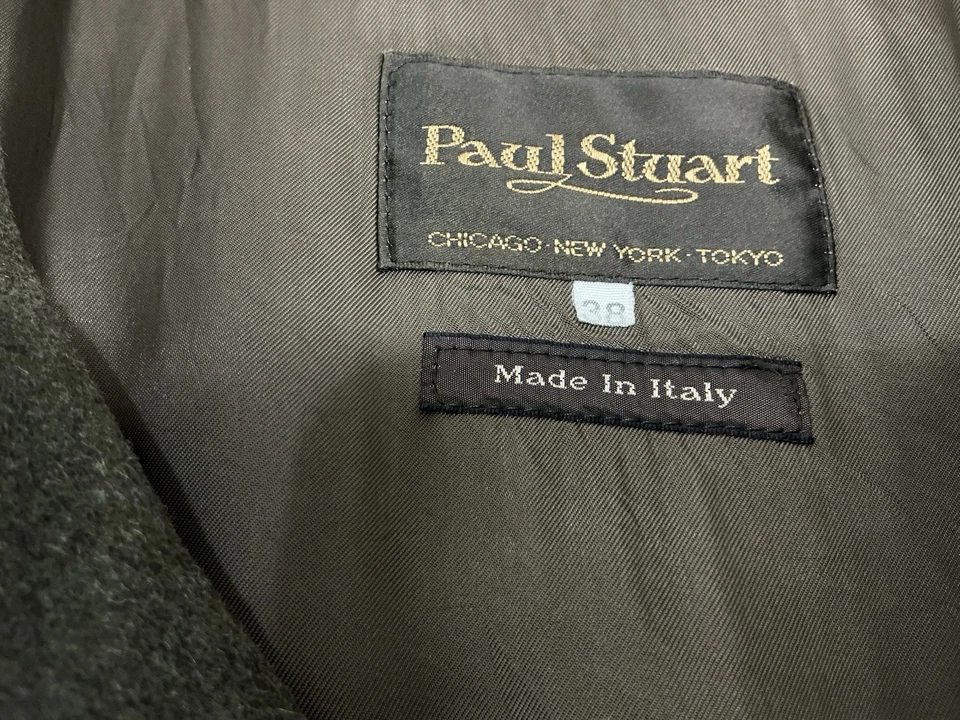 Paul Stuart
CHICAGO · NEW YORK · TOKYO
38
Made In Italy